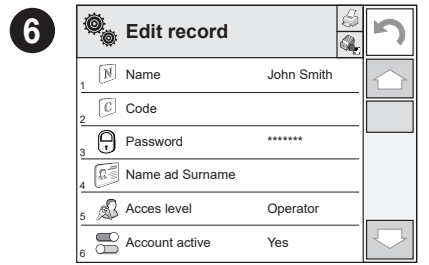 6
Edit record
1 N Name John Smith
2 C Code
3 Password *******
4 Name ad Surname
5 Acces level Operator
6 Account active Yes